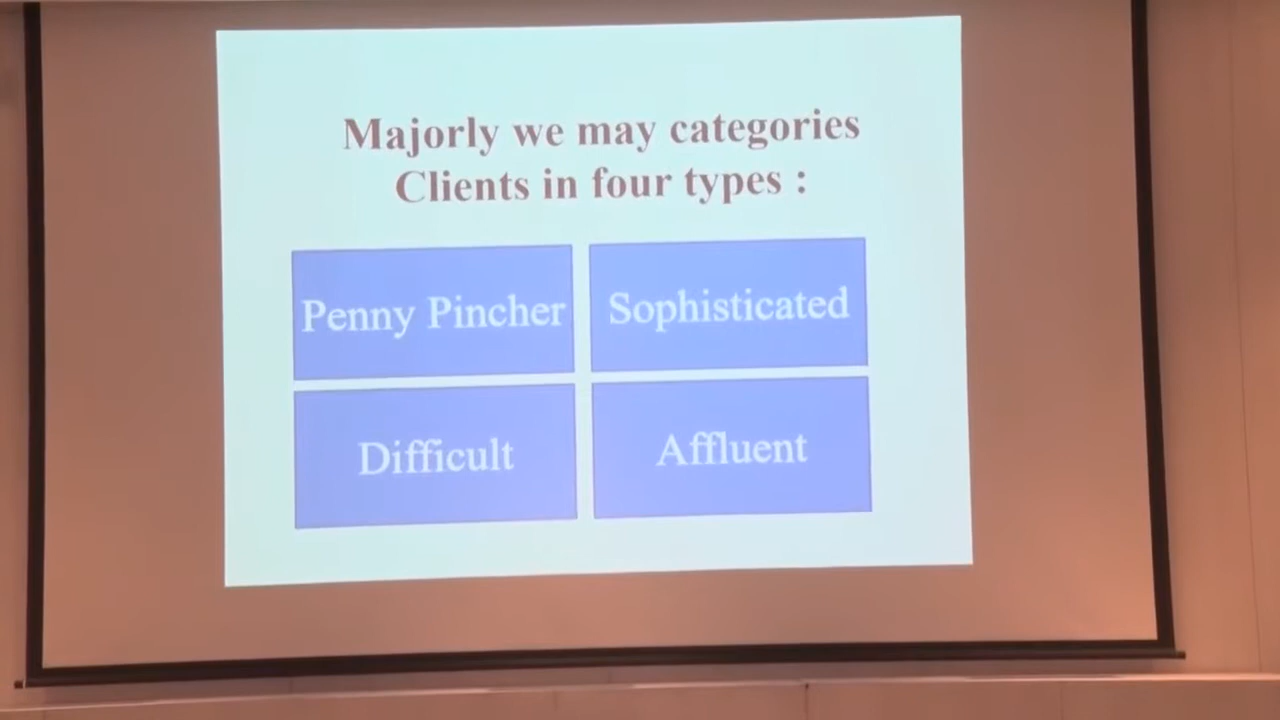 Majorly we may categories
Clients in four types :
Penny Pincher
Sophisticated
Difficult
Affluent